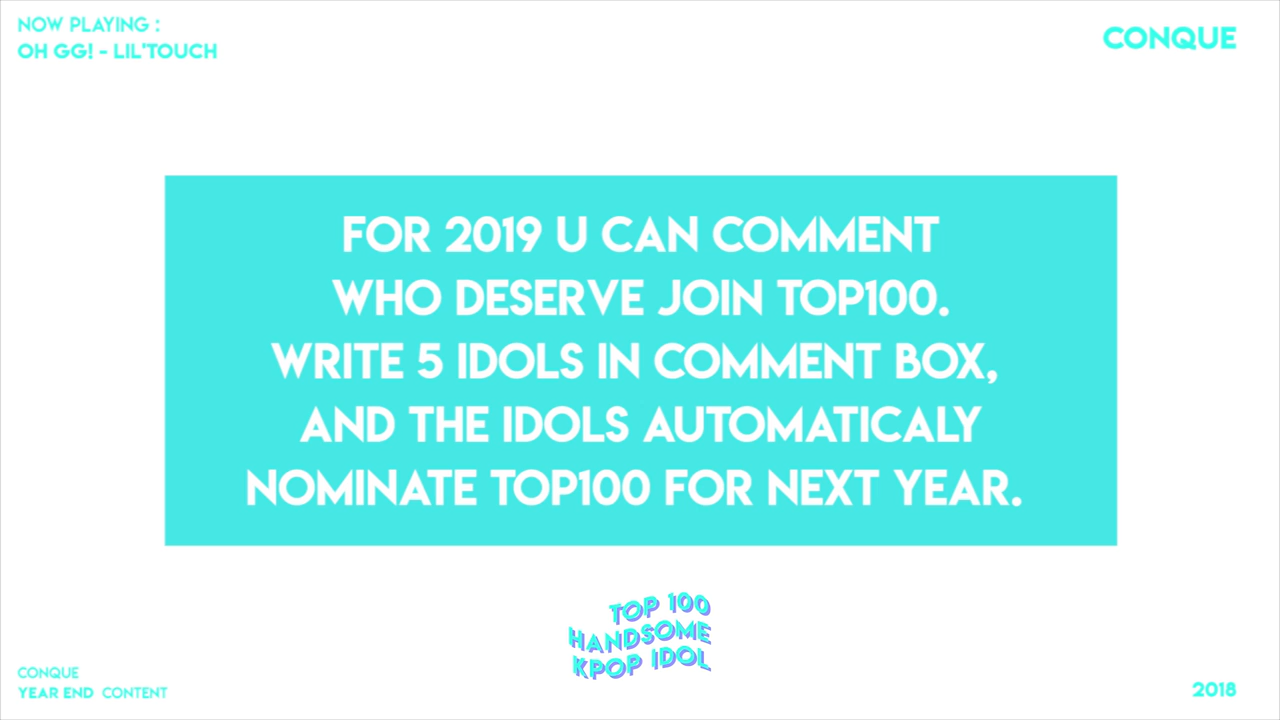 NOW PLAYING :
OH GG! - LIL'TOUCH
CONQUE
FOR 2019 U CAN COMMENT
WHO DESERVE JOIN TOP100.
WRITE 5 IDOLS IN COMMENT BOX,
AND THE IDOLS AUTOMATICALY
NOMINATE TOP100 FOR NEXT YEAR.
TOP 100
HANDSOME
KPOP IDOL
CONQUE
YEAR END CONTENT
2018